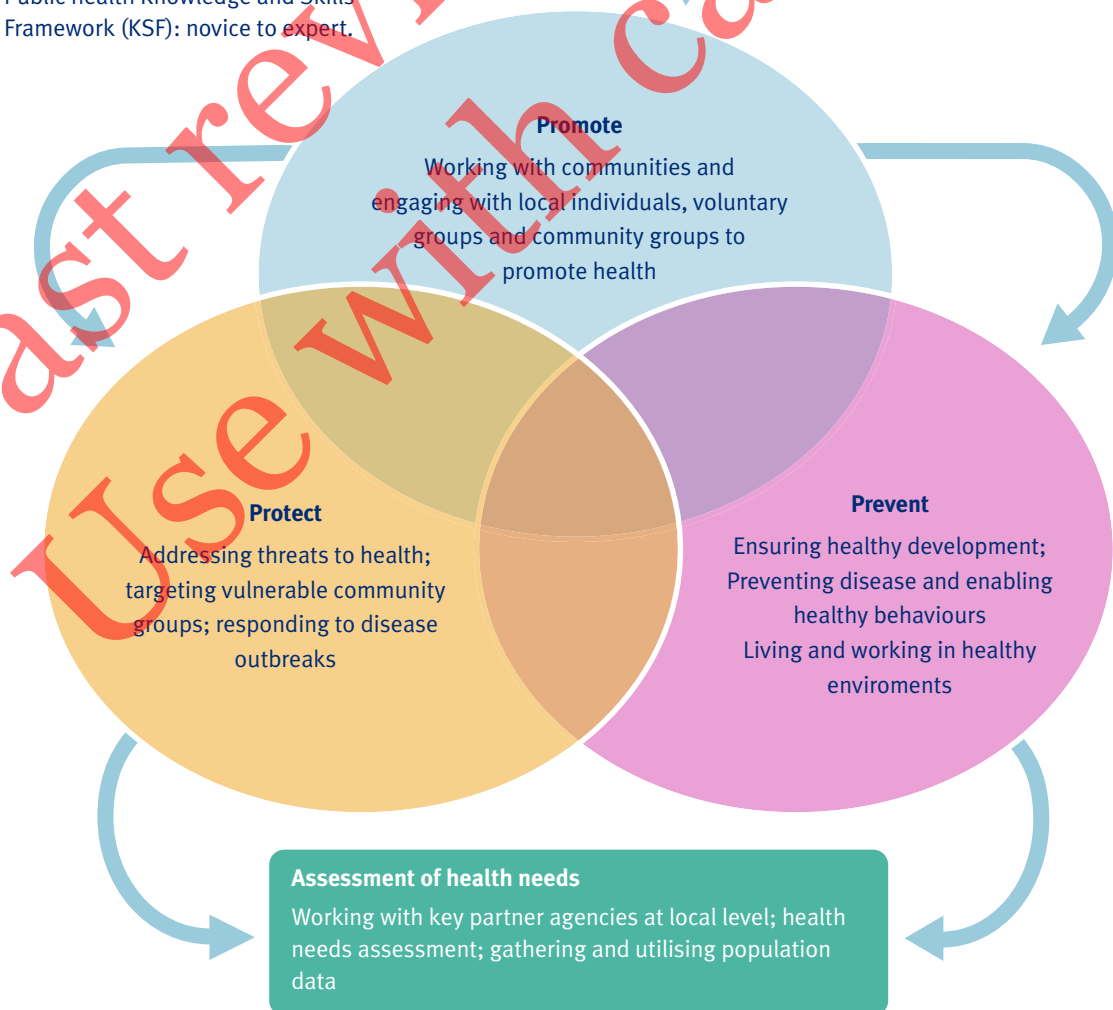 Framework (KSF): novice to expert.
Promote
Working with communities and
engaging with local individuals, voluntary
groups and community groups to
promote health
Protect
Addressing threats to health;
targeting vulnerable community
groups; responding to disease
outbreaks
Prevent
Ensuring healthy development;
Preventing disease and enabling
healthy behaviours
Living and working in healthy
enviroments
Assessment of health needs
Working with key partner agencies at local level; health
needs assessment; gathering and utilising population
data
Use with